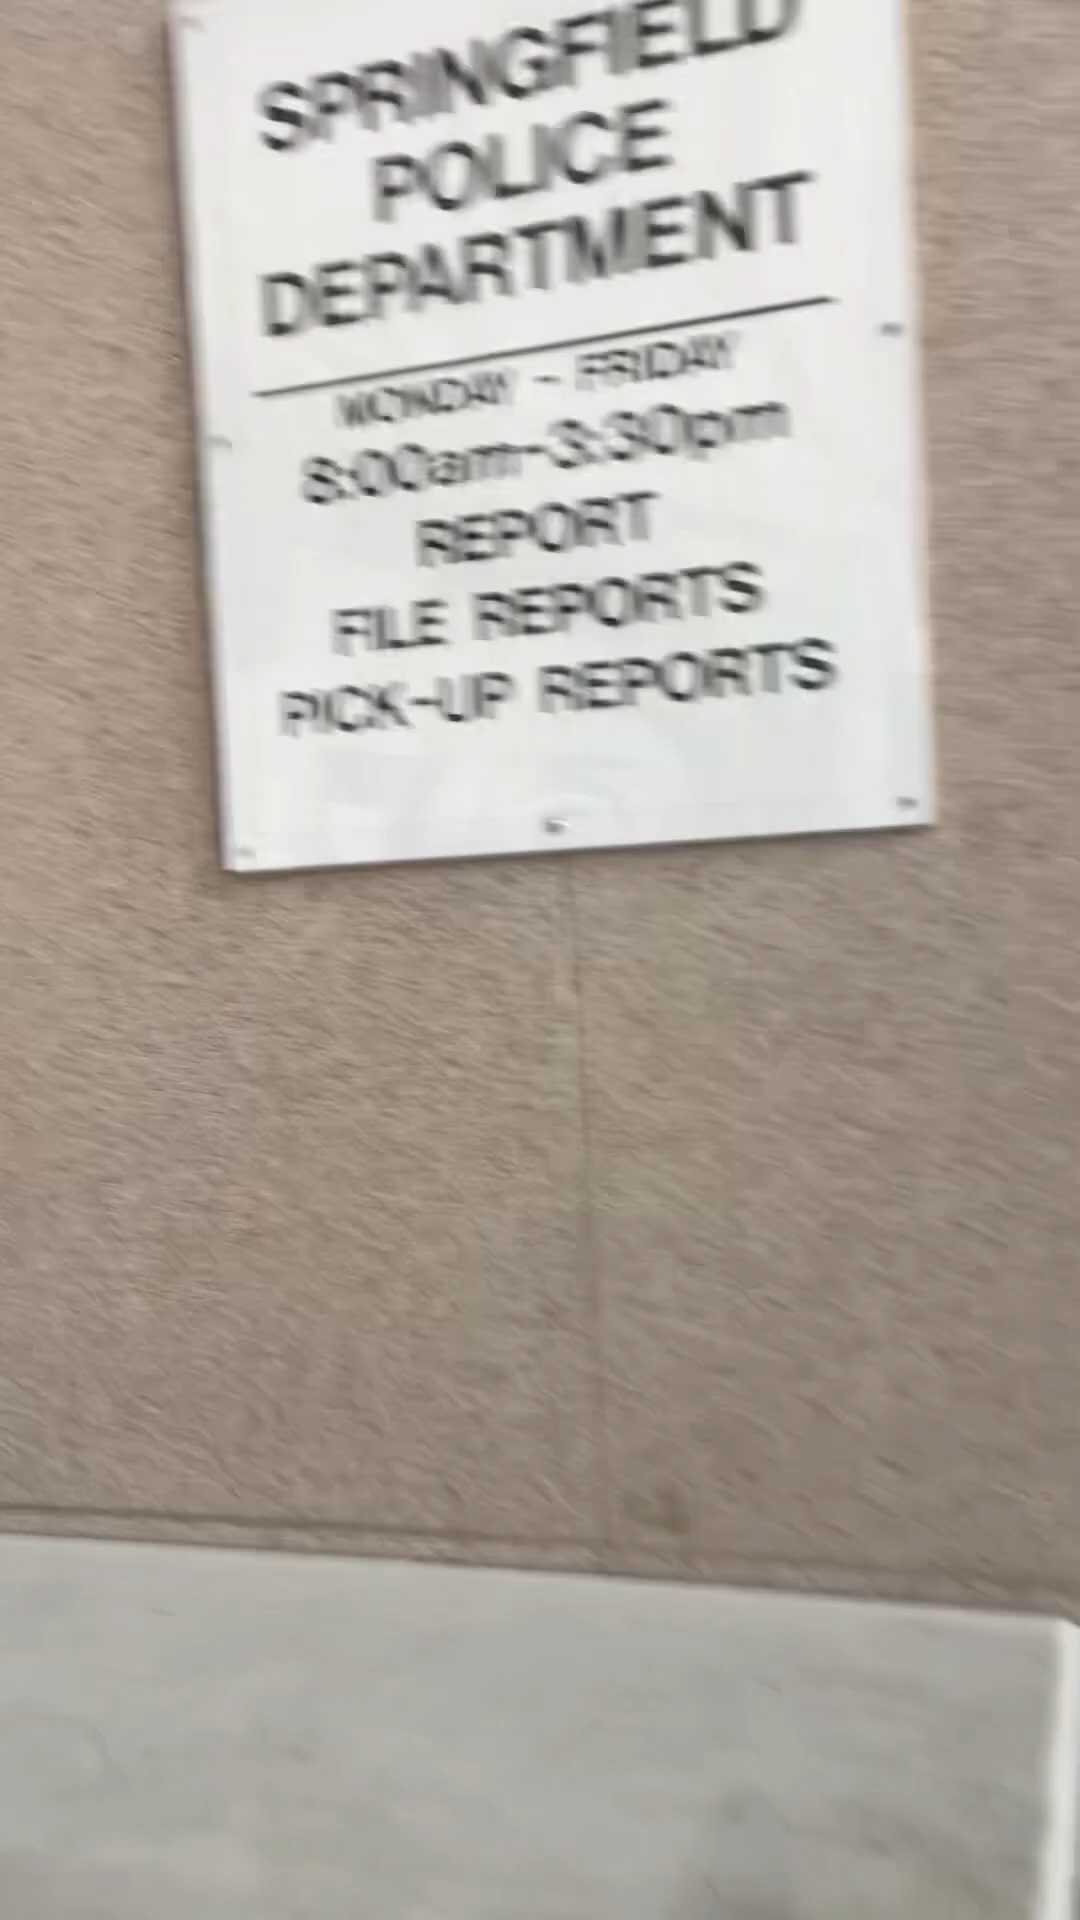 SPRINGFIELD
POLICE
DEPARTMENT
MONDAY - FRIDAY
8:00am-3:30pm
REPORT
FILE REPORTS
PICK-UP REPORTS